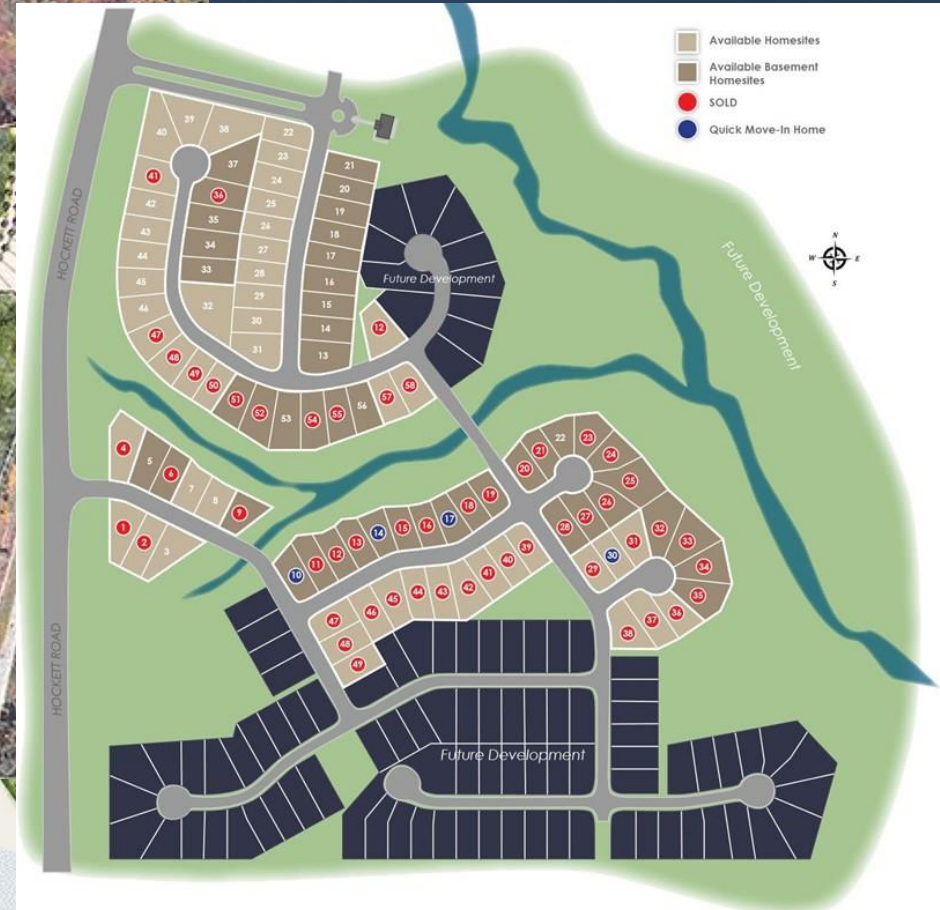 Available Homesites
Available Basement
Homesites
SOLD
Quick Move-In Home
N
W E
S
HOCKETT ROAD
HOCKETT ROAD
Future Development
Future Development
Future Development
40 39 38 22
37 23
41 36 24
42 35 25
43 34 26
44 33 27
45 32 28
46 29
30
31
21
20
19
18
17
16
15
14
13
12
47 48 49 50 51 52 53 54 55 56 57 58
4 5 6 7 8 9
1 2 3
10 11 12 13 14 15 16 17 18 19
20 21 22 23 24 25
28 27 26
29 30 31 32 33 34 35
38 37 36
47 46 45 44 43 42 41 40 39
48
49